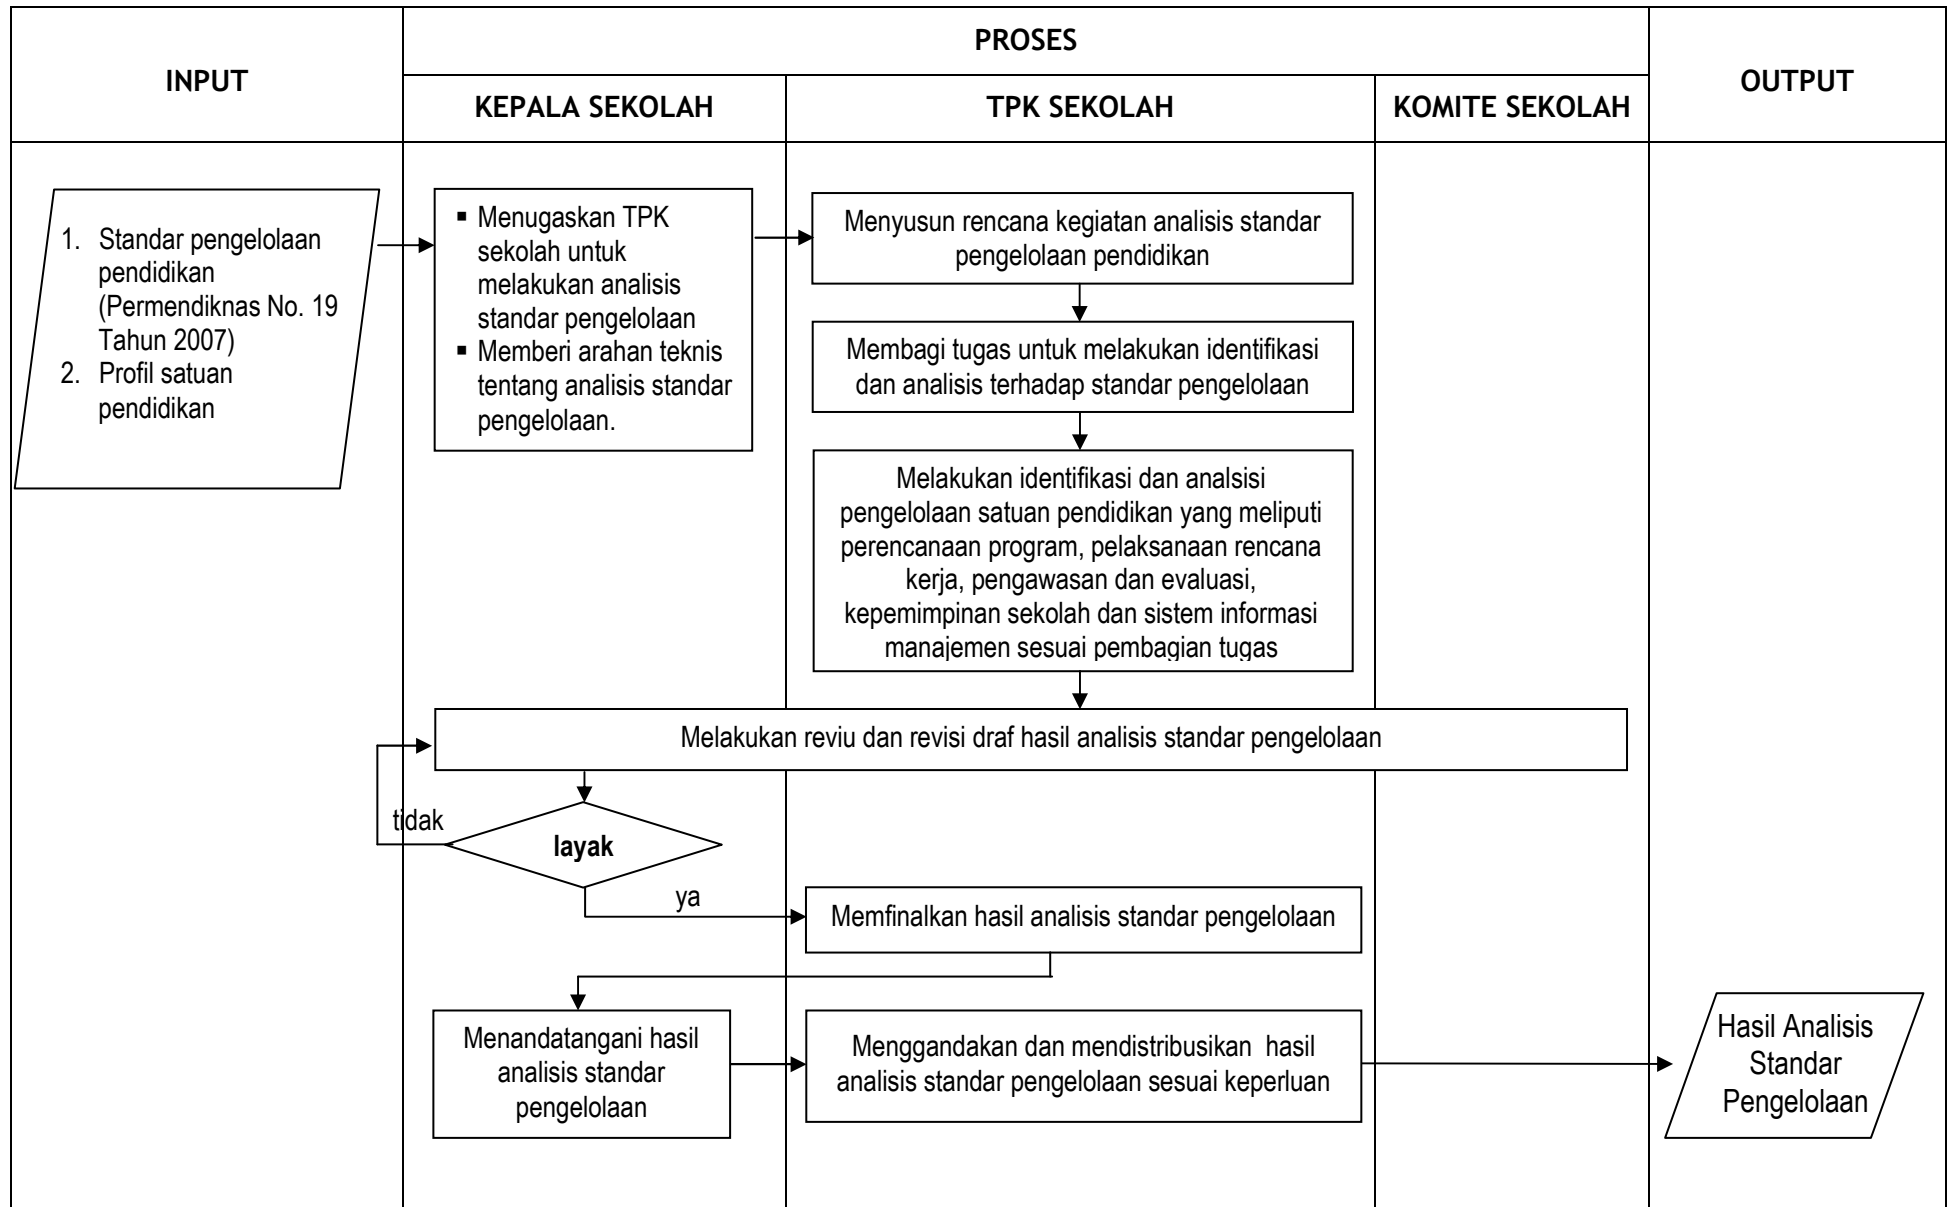 INPUT
PROSES
OUTPUT
KEPALA SEKOLAH
TPK SEKOLAH
KOMITE SEKOLAH
1. Standar pengelolaan
pendidikan
(Permendiknas No. 19
Tahun 2007)
2. Profil satuan
pendidikan
▪ Menugaskan TPK
sekolah untuk
melakukan analisis
standar pengelolaan
▪ Memberi arahan teknis
tentang analisis standar
pengelolaan.
Menyusun rencana kegiatan analisis standar
pengelolaan pendidikan
Membagi tugas untuk melakukan identifikasi
dan analisis terhadap standar pengelolaan
Melakukan identifikasi dan analsisi
pengelolaan satuan pendidikan yang meliputi
perencanaan program, pelaksanaan rencana
kerja, pengawasan dan evaluasi,
kepemimpinan sekolah dan sistem informasi
manajemen sesuai pembagian tugas
Melakukan reviu dan revisi draf hasil analisis standar pengelolaan
tidak
layak
ya
Memfinalkan hasil analisis standar pengelolaan
Menandatangani hasil
analisis standar
pengelolaan
Menggandakan dan mendistribusikan  hasil
analisis standar pengelolaan sesuai keperluan
Hasil Analisis
Standar
Pengelolaan